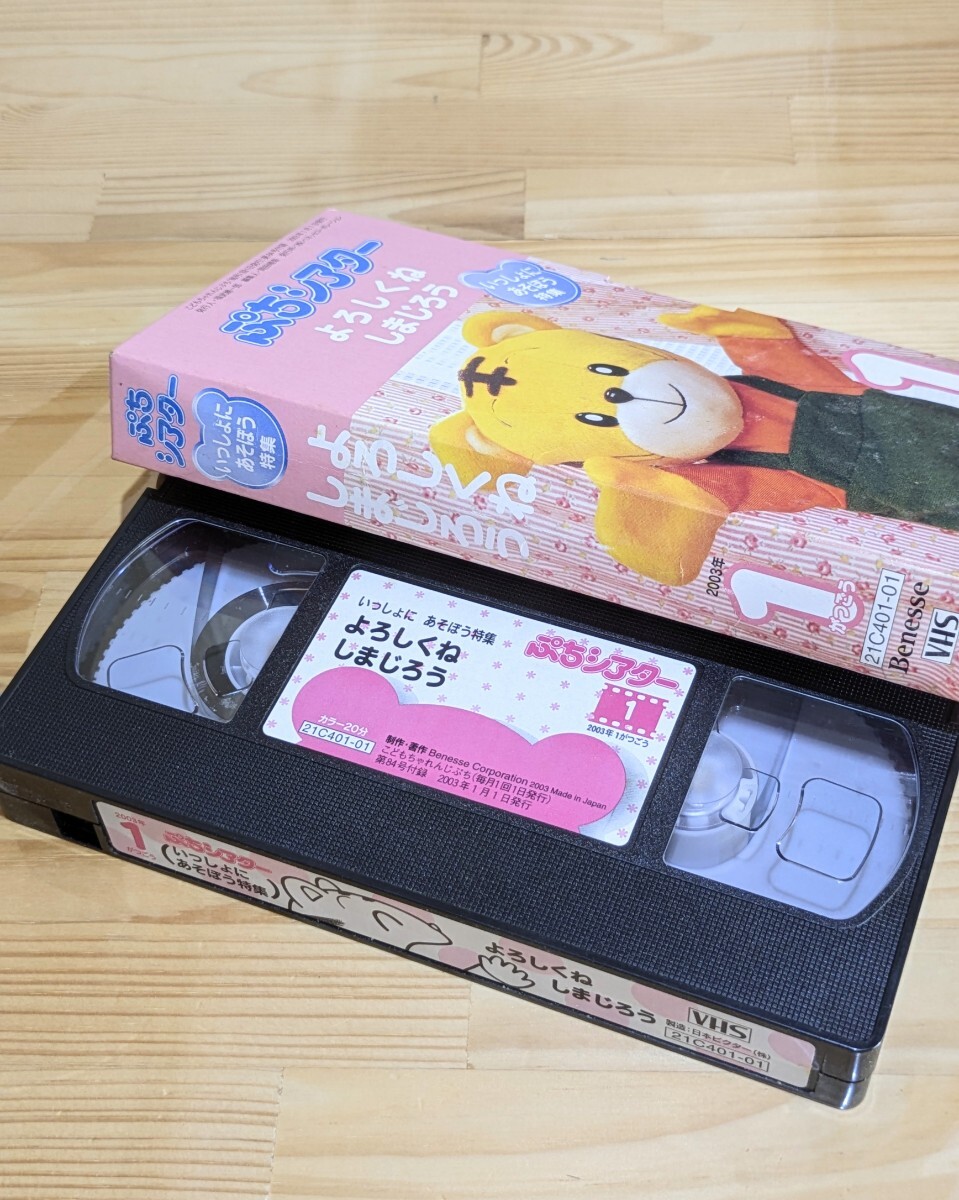 ぷちシアター
よろしくね
しまじろう
いっしょに
あそぼう
特集
1
ぷち
シアター
いっしょに
あそぼう
特集
よろしくね
しまじろう
2003年
1
がつごう
21C401-01
Benesse
VHS
いっしょに あそぼう特集
よろしくね
しまじろう
ぷちシアター
1
2003年 1がつごう
カラー20分
21C401-01
制作・著作 Benesse Corporation 2003 Made in Japan
こどもちゃれんじぷち(毎月1回1日発行)
第84号付録 2003年1月1日発行
2003年
1
がつごう
ぷちシアター
(いっしょに
あそぼう特集)
よろしくね
しまじろう
VHS
製造:日本ビクター(株)
21C401-01